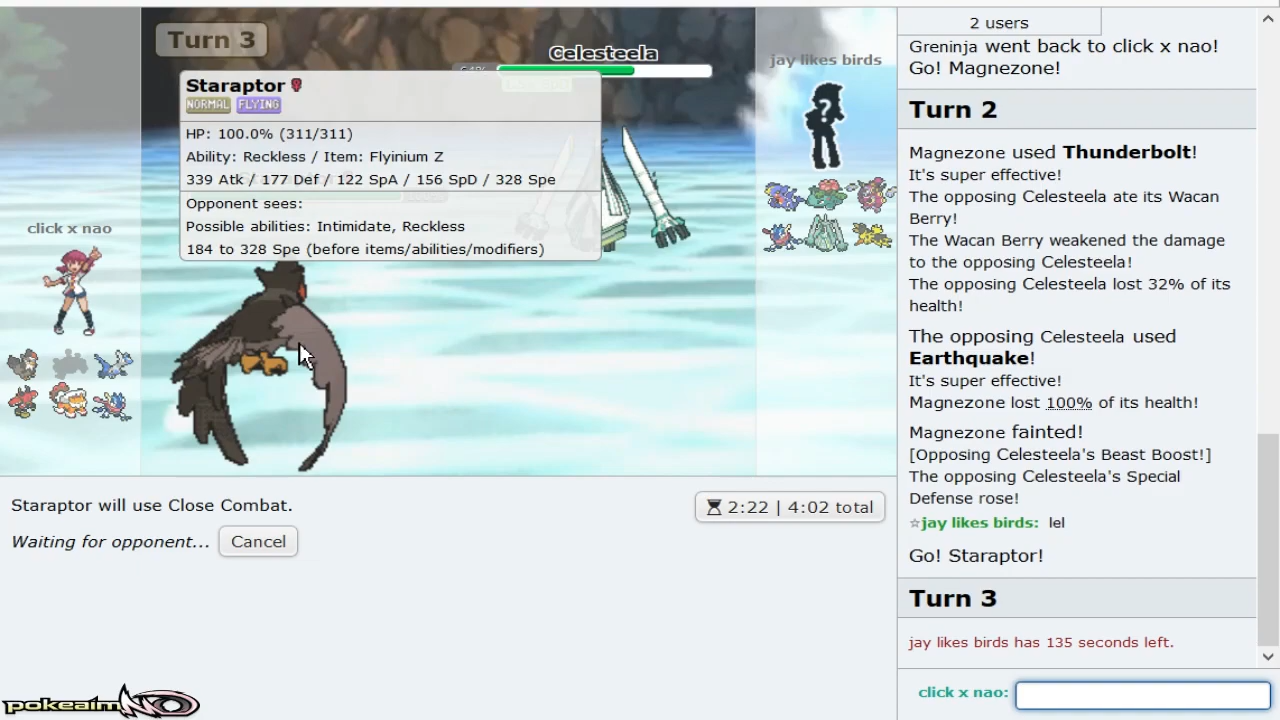 Turn 3
Celesteela
Staraptor
NORMAL FLYING
HP: 100.0% (311/311)
Ability: Reckless / Item: Flyinium Z
339 Atk / 177 Def / 122 SpA / 156 SpD / 328 Spe
Opponent sees:
Possible abilities: Intimidate, Reckless
184 to 328 Spe (before items/abilities/modifiers)
jay likes birds
?
click x nao
Staraptor will use Close Combat.
2:22 | 4:02 total
Waiting for opponent... Cancel
pokeaimMD
2 users
Greninja went back to click x nao!
Go! Magnezone!
Turn 2
Magnezone used Thunderbolt!
It's super effective!
The opposing Celesteela ate its Wacan
Berry!
The Wacan Berry weakened the damage
to the opposing Celesteela!
The opposing Celesteela lost 32% of its
health!
The opposing Celesteela used
Earthquake!
It's super effective!
Magnezone lost 100% of its health!
Magnezone fainted!
[Opposing Celesteela's Beast Boost!]
The opposing Celesteela's Special
Defense rose!
☆jay likes birds: lel
Go! Staraptor!
Turn 3
jay likes birds has 135 seconds left.
click x nao: